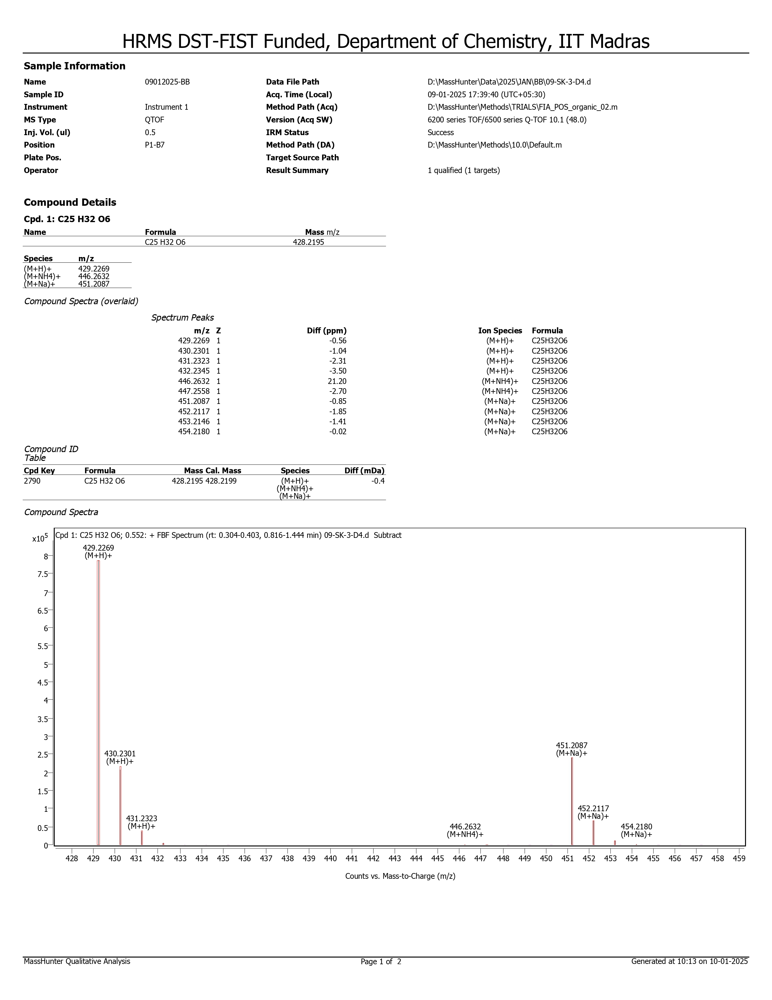 HRMS DST-FIST Funded, Department of Chemistry, IIT Madras
Sample Information
Name 09012025-BB Data File Path D:\MassHunter\Data\2025\JAN\BB\09-SK-3-D4.d
Sample ID Acq. Time (Local) 09-01-2025 17:39:40 (UTC+05:30)
Instrument Instrument 1 Method Path (Acq) D:\MassHunter\Methods\TRIALS\FIA_POS_organic_02.m
MS Type QTOF Version (Acq SW) 6200 series TOF/6500 series Q-TOF 10.1 (48.0)
Inj. Vol. (ul) 0.5 IRM Status Success
Position P1-B7 Method Path (DA) D:\MassHunter\Methods\10.0\Default.m
Plate Pos. Target Source Path
Operator Result Summary 1 qualified (1 targets)
Compound Details
Cpd. 1: C25 H32 O6
Name Formula Mass m/z
C25 H32 O6 428.2195
Species m/z
(M+H)+ 429.2269
(M+NH4)+ 446.2632
(M+Na)+ 451.2087
Compound Spectra (overlaid)
Spectrum Peaks
m/z Z Diff (ppm) Ion Species Formula
429.2269 1 -0.56 (M+H)+ C25H32O6
430.2301 1 -1.04 (M+H)+ C25H32O6
431.2323 1 -2.31 (M+H)+ C25H32O6
432.2345 1 -3.50 (M+H)+ C25H32O6
446.2632 1 21.20 (M+NH4)+ C25H32O6
447.2558 1 -2.70 (M+NH4)+ C25H32O6
451.2087 1 -0.85 (M+Na)+ C25H32O6
452.2117 1 -1.85 (M+Na)+ C25H32O6
453.2146 1 -1.41 (M+Na)+ C25H32O6
454.2180 1 -0.02 (M+Na)+ C25H32O6
Compound ID
Table
Cpd Key Formula Mass Cal. Mass Species Diff (mDa)
2790 C25 H32 O6 428.2195 428.2199 (M+H)+ -0.4
(M+NH4)+
(M+Na)+
Compound Spectra
x10⁵ Cpd 1: C25 H32 O6; 0.552: + FBF Spectrum (rt: 0.304-0.403, 0.816-1.444 min) 09-SK-3-D4.d Subtract
429.2269
(M+H)+
8
7.5
7
6.5
6
5.5
5
4.5
4
3.5
3
451.2087
(M+Na)+
430.2301
(M+H)+
2.5
2
1.5
452.2117
(M+Na)+
431.2323
(M+H)+
1
446.2632
(M+NH4)+
454.2180
(M+Na)+
0.5
0
428 429 430 431 432 433 434 435 436 437 438 439 440 441 442 443 444 445 446 447 448 449 450 451 452 453 454 455 456 457 458 459
Counts vs. Mass-to-Charge (m/z)
MassHunter Qualitative Analysis Page 1 of 2 Generated at 10:13 on 10-01-2025